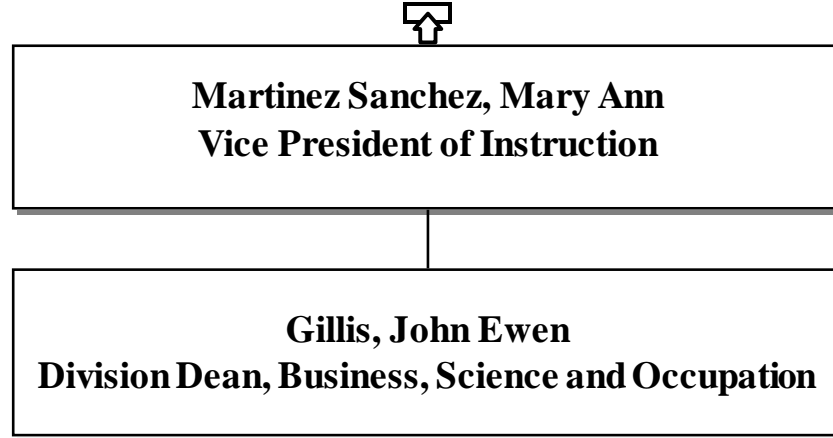 Martinez Sanchez, Mary Ann
Vice President of Instruction
Gillis, John Ewen
Division Dean, Business, Science and Occupation